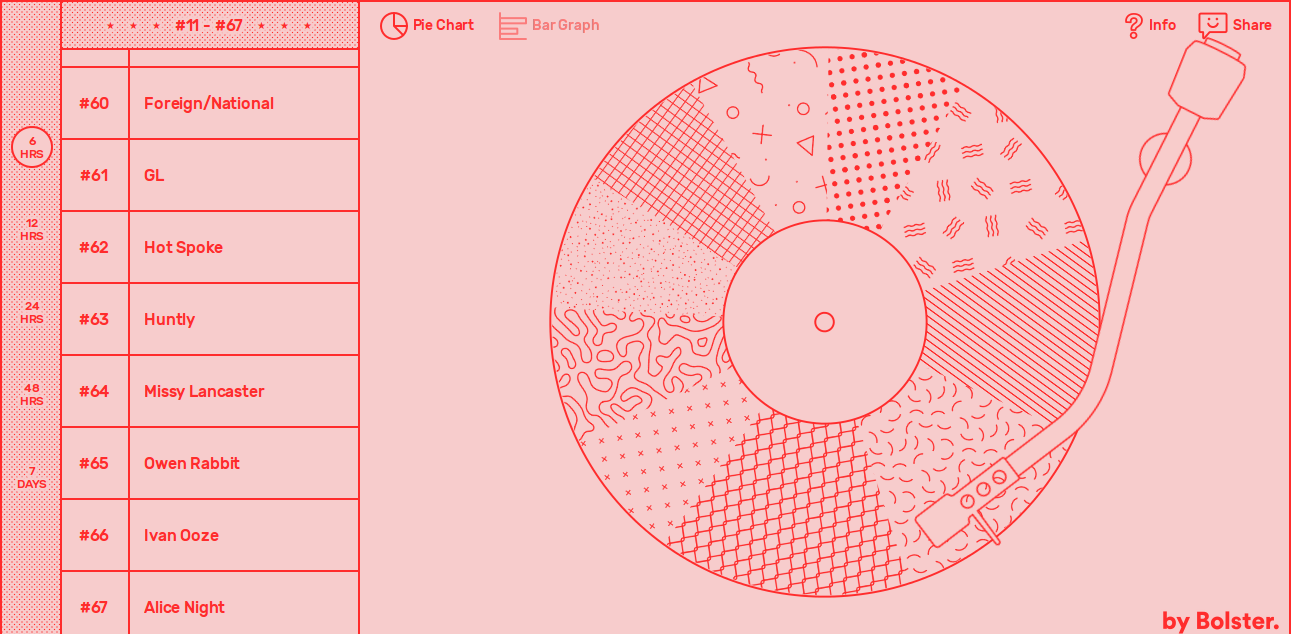 #11 - #67
Pie Chart
Bar Graph
Info
Share
6
HRS
12
HRS
24
HRS
48
HRS
7
DAYS
#60 Foreign/National
#61 GL
#62 Hot Spoke
#63 Huntly
#64 Missy Lancaster
#65 Owen Rabbit
#66 Ivan Ooze
#67 Alice Night
by Bolster.